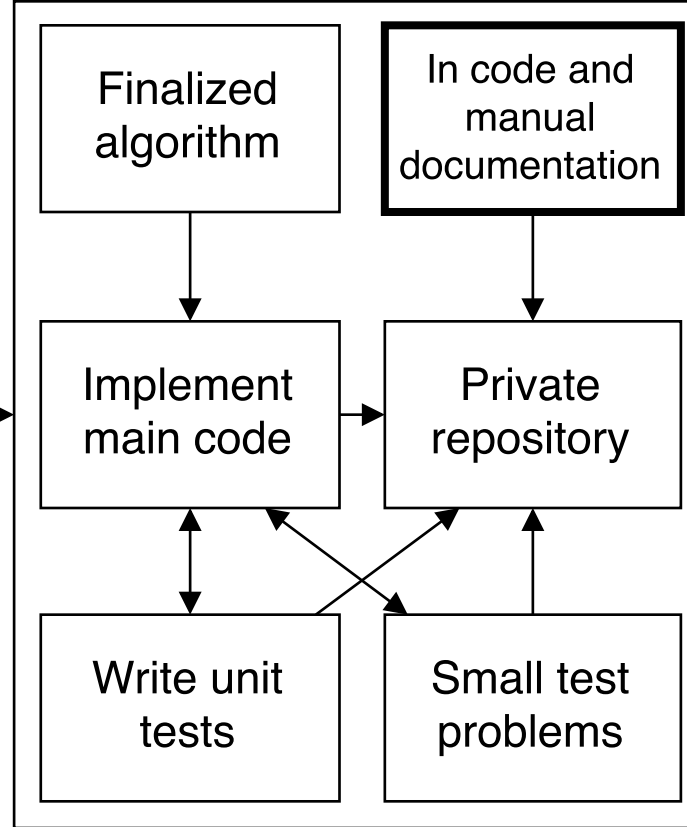 Finalized
algorithm
In code and
manual
documentation
Implement
main code
Private
repository
Write unit
tests
Small test
problems